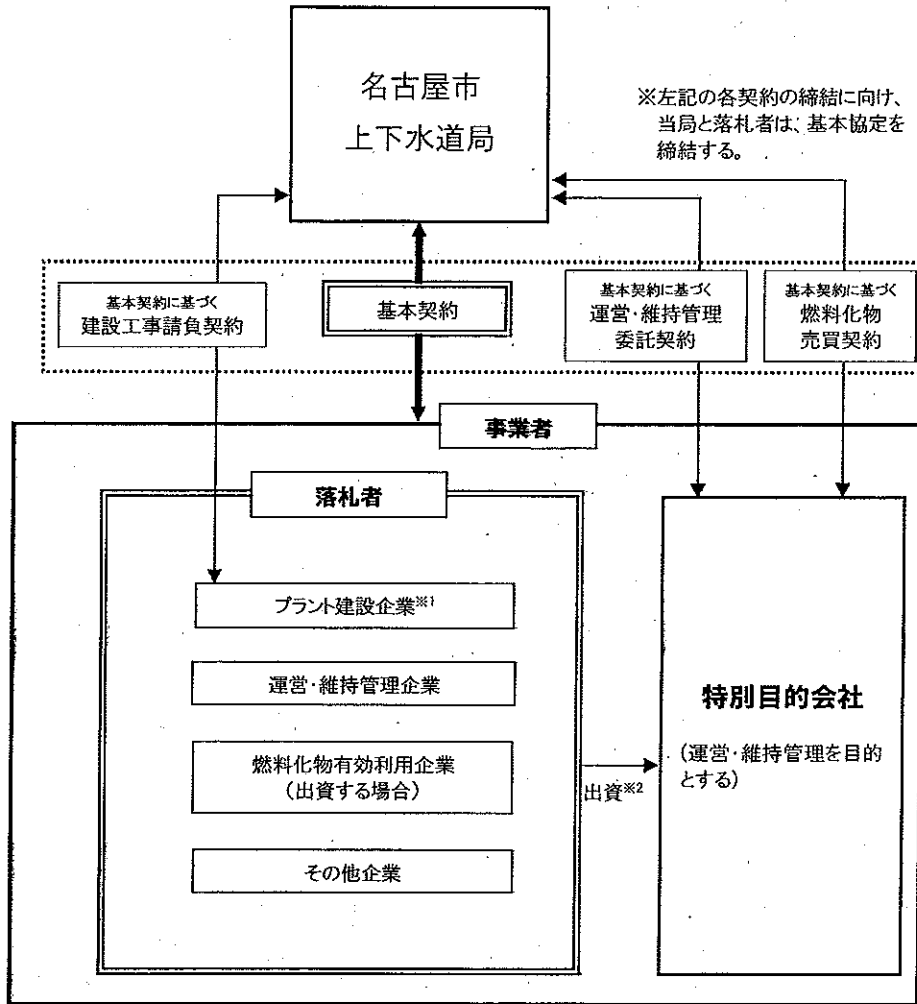 名古屋市
上下水道局
※左記の各契約の締結に向け、
当局と落札者は、基本協定を
締結する。
基本契約に基づく
建設工事請負契約
基本契約
基本契約に基づく
運営・維持管理
委託契約
基本契約に基づく
燃料化物
売買契約
事業者
落札者
プラント建設企業※1
運営・維持管理企業
燃料化物有効利用企業
（出資する場合）
その他企業
出資※2
特別目的会社
（運営・維持管理を目的
とする）